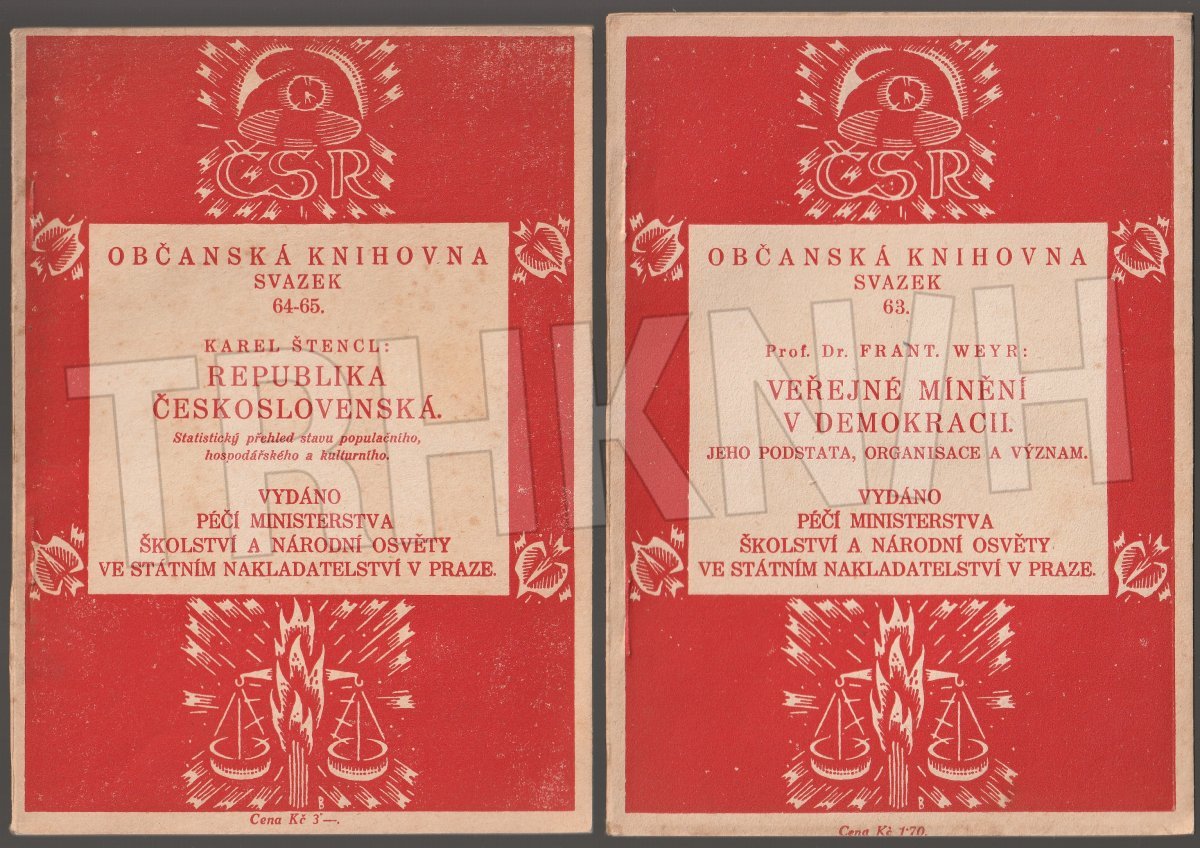 ČSR
OBČANSKÁ KNIHOVNA
SVAZEK
64-65.
KAREL ŠTENCL:
REPUBLIKA
ČESKOSLOVENSKÁ.
Statistický přehled stavu populačního,
hospodářského a kulturního.
VYDÁNO
PÉČÍ MINISTERSTVA
ŠKOLSTVÍ A NÁRODNÍ OSVĚTY
VE STÁTNÍM NAKLADATELSTVÍ V PRAZE.
B
Cena Kč 3·—.
ČSR
OBČANSKÁ KNIHOVNA
SVAZEK
63.
Prof. Dr. FRANT. WEYR:
VEŘEJNÉ MÍNĚNÍ
V DEMOKRACII.
JEHO PODSTATA, ORGANISACE A VÝZNAM.
VYDÁNO
PÉČÍ MINISTERSTVA
ŠKOLSTVÍ A NÁRODNÍ OSVĚTY
VE STÁTNÍM NAKLADATELSTVÍ V PRAZE.
B
Cena Kč 1·70.
TRHKNIH